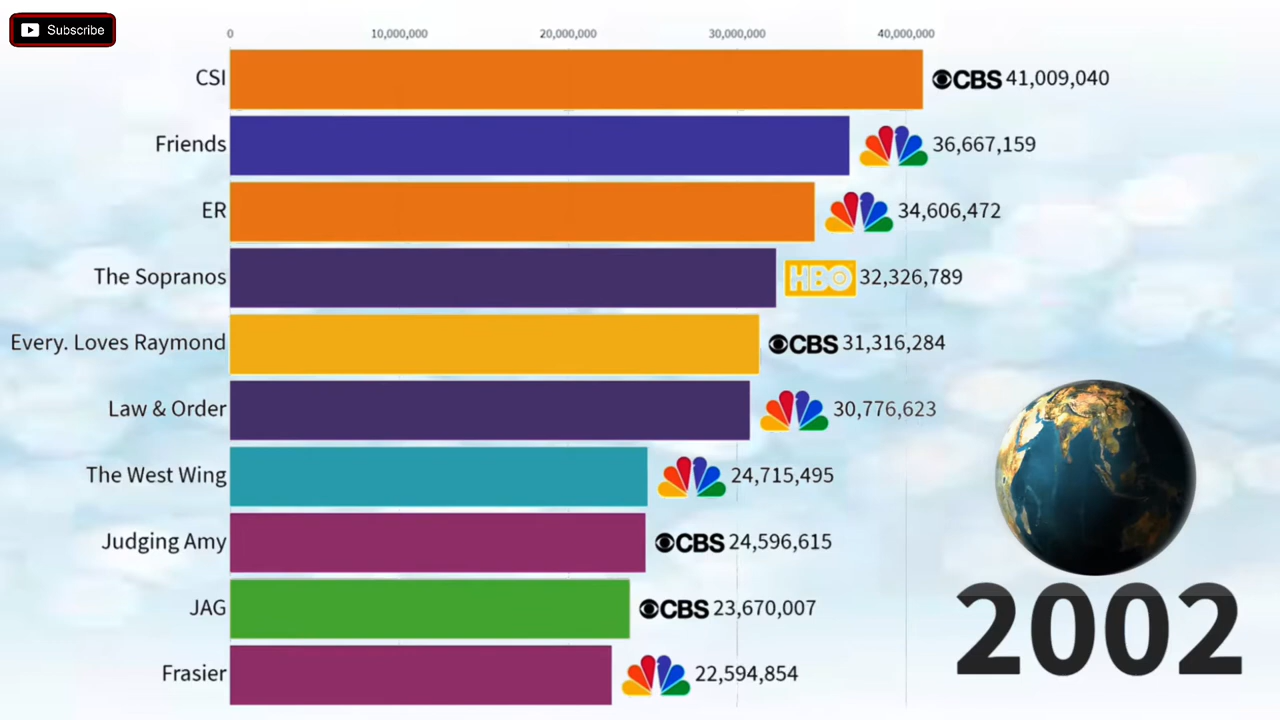 Subscribe
0 10,000,000 20,000,000 30,000,000 40,000,000
CSI CBS 41,009,040
Friends 36,667,159
ER 34,606,472
The Sopranos HBO 32,326,789
Every. Loves Raymond CBS 31,316,284
Law & Order 30,776,623
The West Wing 24,715,495
Judging Amy CBS 24,596,615
JAG CBS 23,670,007
Frasier 22,594,854
2002